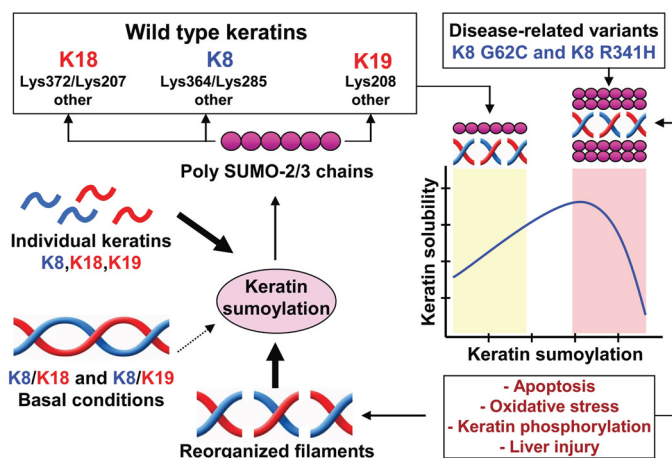 Wild type keratins
K18
Lys372/Lys207
other
K8
Lys364/Lys285
other
K19
Lys208
other
Disease-related variants
K8 G62C and K8 R341H
Poly SUMO-2/3 chains
Individual keratins
K8,K18,K19
Keratin
sumoylation
K8/K18 and K8/K19
Basal conditions
Reorganized filaments
Keratin solubility
Keratin sumoylation
- Apoptosis
- Oxidative stress
- Keratin phosphorylation
- Liver injury